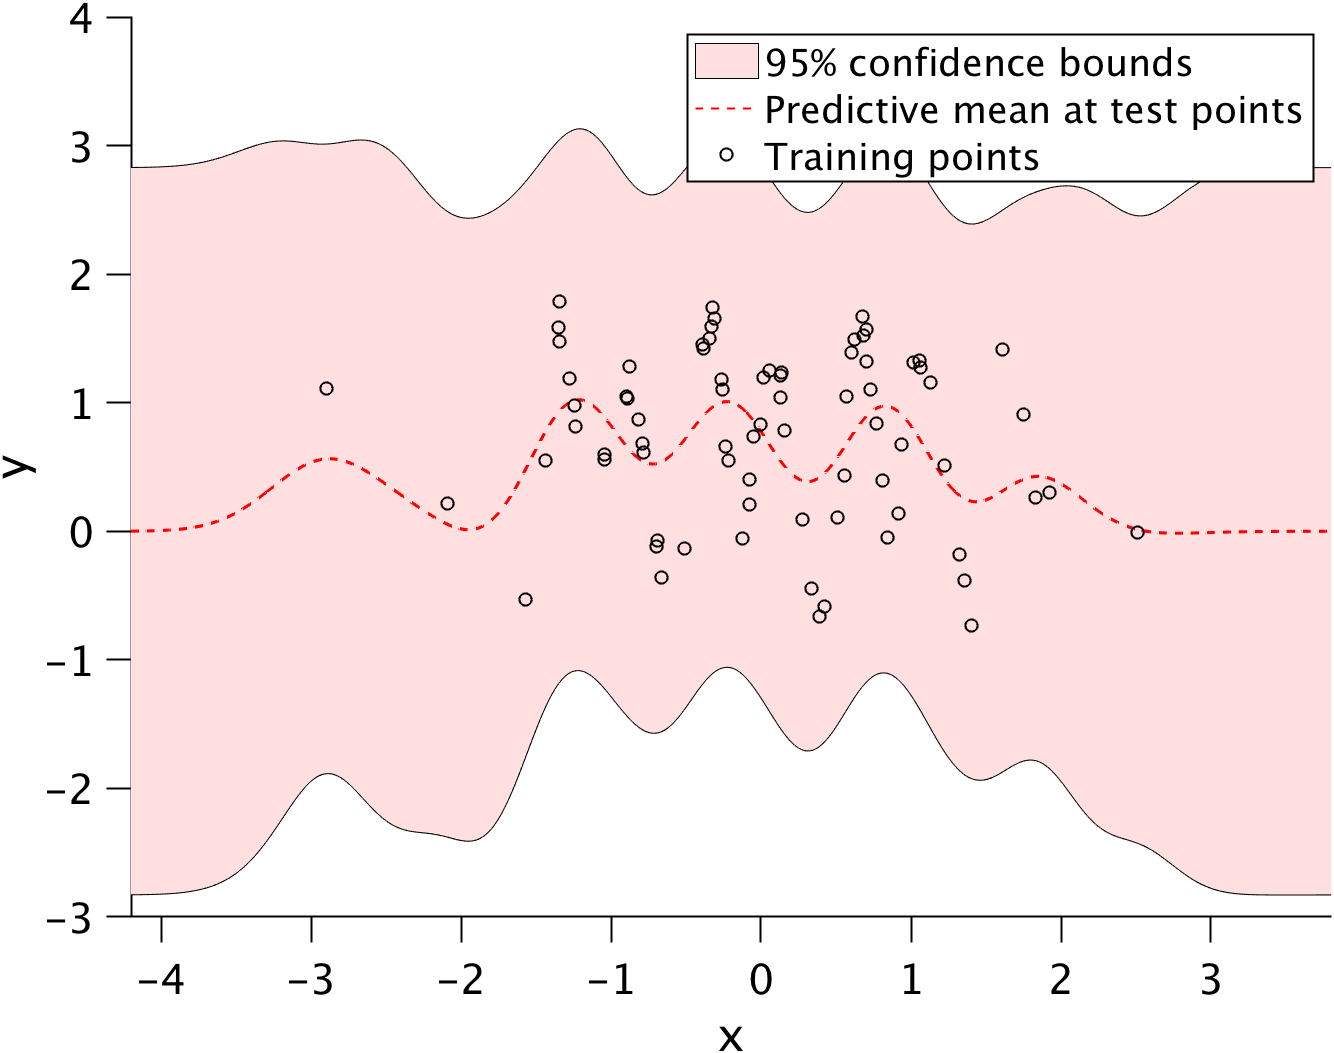 4
3
2
1
0
−1
−2
−3
y
95% confidence bounds
Predictive mean at test points
Training points
−4 −3 −2 −1 0 1 2 3
x